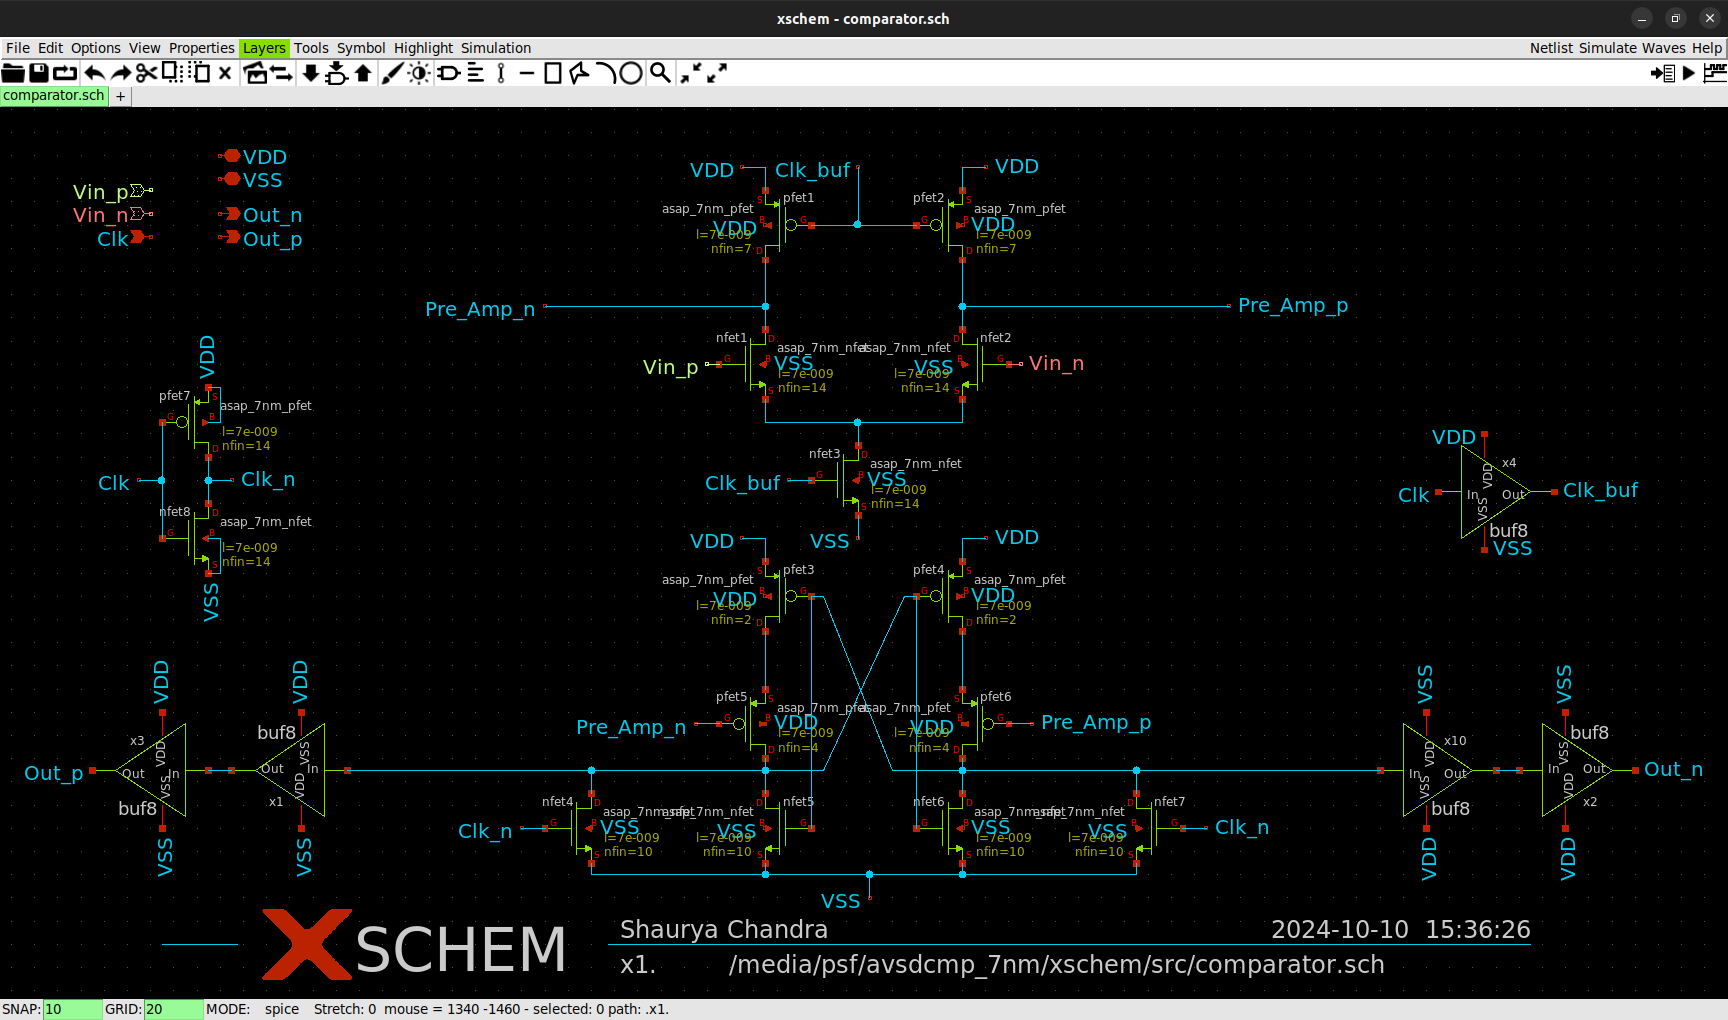 xschem - comparator.sch
File Edit Options View Properties Layers Tools Symbol Highlight Simulation Netlist Simulate Waves Help
comparator.sch +
VDD
VSS
Vin_p
Vin_n
Clk
Out_n
Out_p
VDD Clk_buf VDD
pfet1 pfet2
asap_7nm_pfet asap_7nm_pfet
S S
VDD B G G B VDD
l=7e-009 l=7e-009
nfin=7 nfin=7
D D
Pre_Amp_n Pre_Amp_p
nfet1 nfet2
D D
asap_7nm_nfet asap_7nm_nfet
Vin_p G B VSS VSS B G Vin_n
l=7e-009 l=7e-009
nfin=14 nfin=14
S S
VDD
pfet7
S
asap_7nm_pfet
G B
l=7e-009
nfin=14
D
Clk Clk_n
nfet8
D
asap_7nm_nfet
G B
l=7e-009
nfin=14
S
VSS
nfet3
D
asap_7nm_nfet
Clk_buf G B VSS
l=7e-009
nfin=14
S
VSS
VDD
x4
VDD
Clk In Out Clk_buf
VSS
buf8
VSS
VDD VDD
pfet3 pfet4
S S
asap_7nm_pfet asap_7nm_pfet
VDD B G G B VDD
l=7e-009 l=7e-009
nfin=2 nfin=2
D D
pfet5 pfet6
S S
asap_7nm_pfet asap_7nm_pfet
Pre_Amp_n G B VDD VDD B G Pre_Amp_p
l=7e-009 l=7e-009
nfin=4 nfin=4
D D
VDD VDD
x3 buf8
VDD VSS
Out_p Out In Out In
VSS VDD
buf8 x1
VSS VSS
VSS VSS
x10 buf8
VDD VSS
In Out In Out Out_n
VSS VDD
buf8 x2
VDD VDD
nfet4 nfet5 nfet6 nfet7
D D D D
asap_7nm_nfet asap_7nm_nfet asap_7nm_nfet asap_7nm_nfet
Clk_n G B VSS VSS B G G B VSS VSS B G Clk_n
l=7e-009 l=7e-009 l=7e-009 l=7e-009
nfin=10 nfin=10 nfin=10 nfin=10
S S S S
VSS
XSCHEM
Shaurya Chandra 2024-10-10 15:36:26
x1. /media/psf/avsdcmp_7nm/xschem/src/comparator.sch
SNAP: 10 GRID: 20 MODE: spice Stretch: 0 mouse = 1340 -1460 - selected: 0 path: .x1.